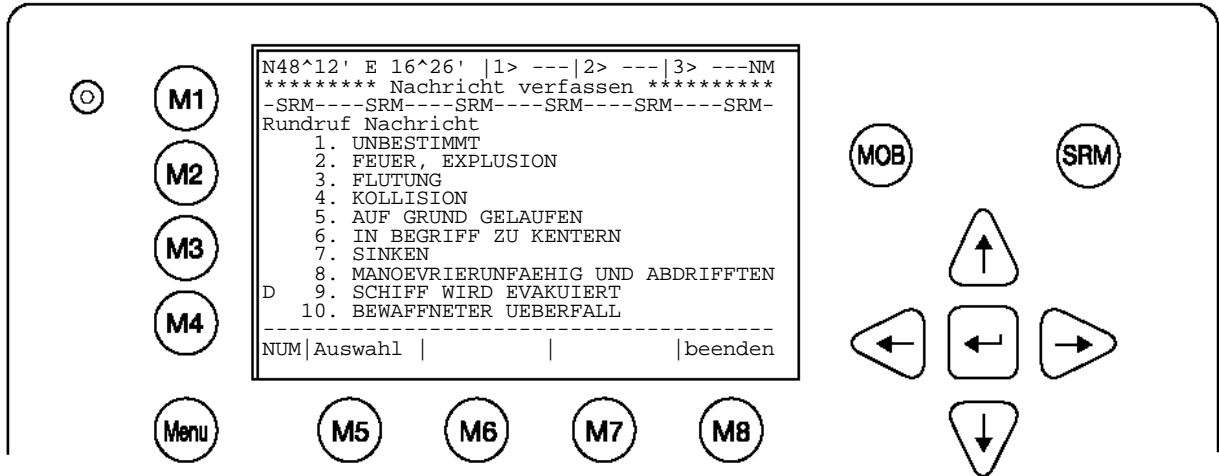 N48^12' E 16^26' |1> ---|2> ---|3> ---NM
********* Nachricht verfassen **********
-SRM----SRM----SRM----SRM----SRM----SRM-
Rundruf Nachricht
1. UNBESTIMMT
2. FEUER, EXPLUSION
3. FLUTUNG
4. KOLLISION
5. AUF GRUND GELAUFEN
6. IN BEGRIFF ZU KENTERN
7. SINKEN
8. MANOEVRIERUNFAEHIG UND ABDRIFFTEN
D 9. SCHIFF WIRD EVAKUIERT
10. BEWAFFNETER UEBERFALL
----------------------------------------
NUM|Auswahl | | |beenden
M1
M2
M3
M4
Menu
M5
M6
M7
M8
MOB
SRM